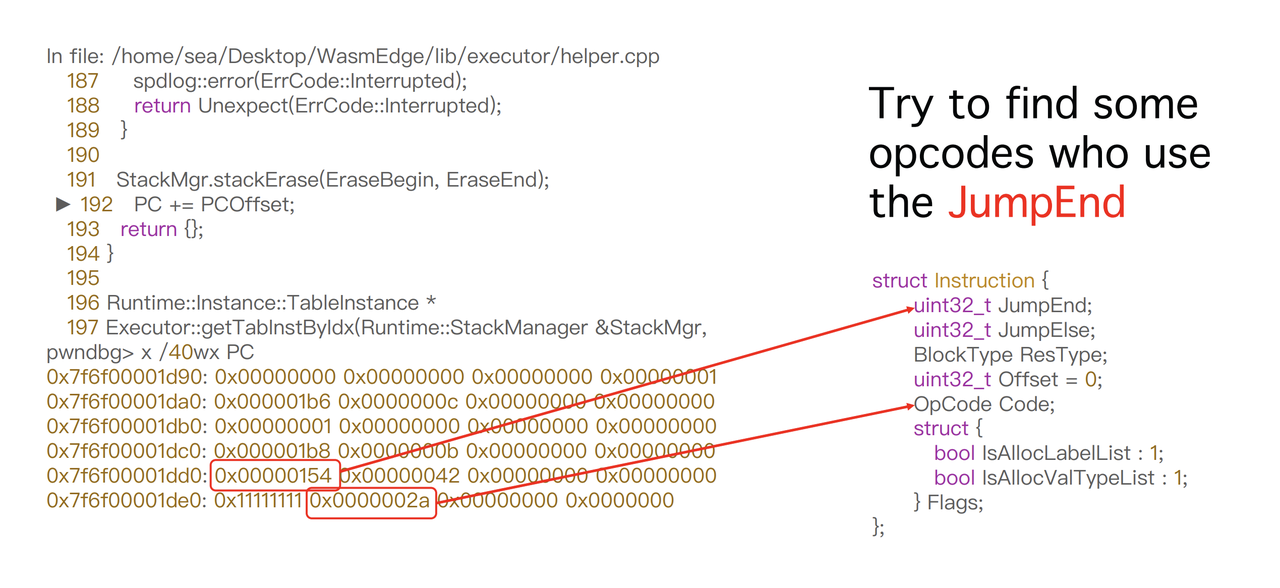 In file: /home/sea/Desktop/WasmEdge/lib/executor/helper.cpp
187 spdlog::error(ErrCode::Interrupted);
188 return Unexpect(ErrCode::Interrupted);
189 }
190
191 StackMgr.stackErase(EraseBegin, EraseEnd);
► 192 PC += PCOffset;
193 return {};
194 }
195
196 Runtime::Instance::TableInstance *
197 Executor::getTabInstByIdx(Runtime::StackManager &StackMgr,
pwndbg> x /40wx PC
0x7f6f00001d90: 0x00000000 0x00000000 0x00000000 0x00000001
0x7f6f00001da0: 0x000001b6 0x0000000c 0x00000000 0x00000000
0x7f6f00001db0: 0x00000001 0x00000000 0x00000000 0x00000000
0x7f6f00001dc0: 0x000001b8 0x0000000b 0x00000000 0x00000000
0x7f6f00001dd0: 0x00000154 0x00000042 0x00000000 0x00000000
0x7f6f00001de0: 0x11111111 0x0000002a 0x00000000 0x0000000
Try to find some
opcodes who use
the JumpEnd
struct Instruction {
uint32_t JumpEnd;
uint32_t JumpElse;
BlockType ResType;
uint32_t Offset = 0;
OpCode Code;
struct {
bool IsAllocLabelList : 1;
bool IsAllocValTypeList : 1;
} Flags;
};